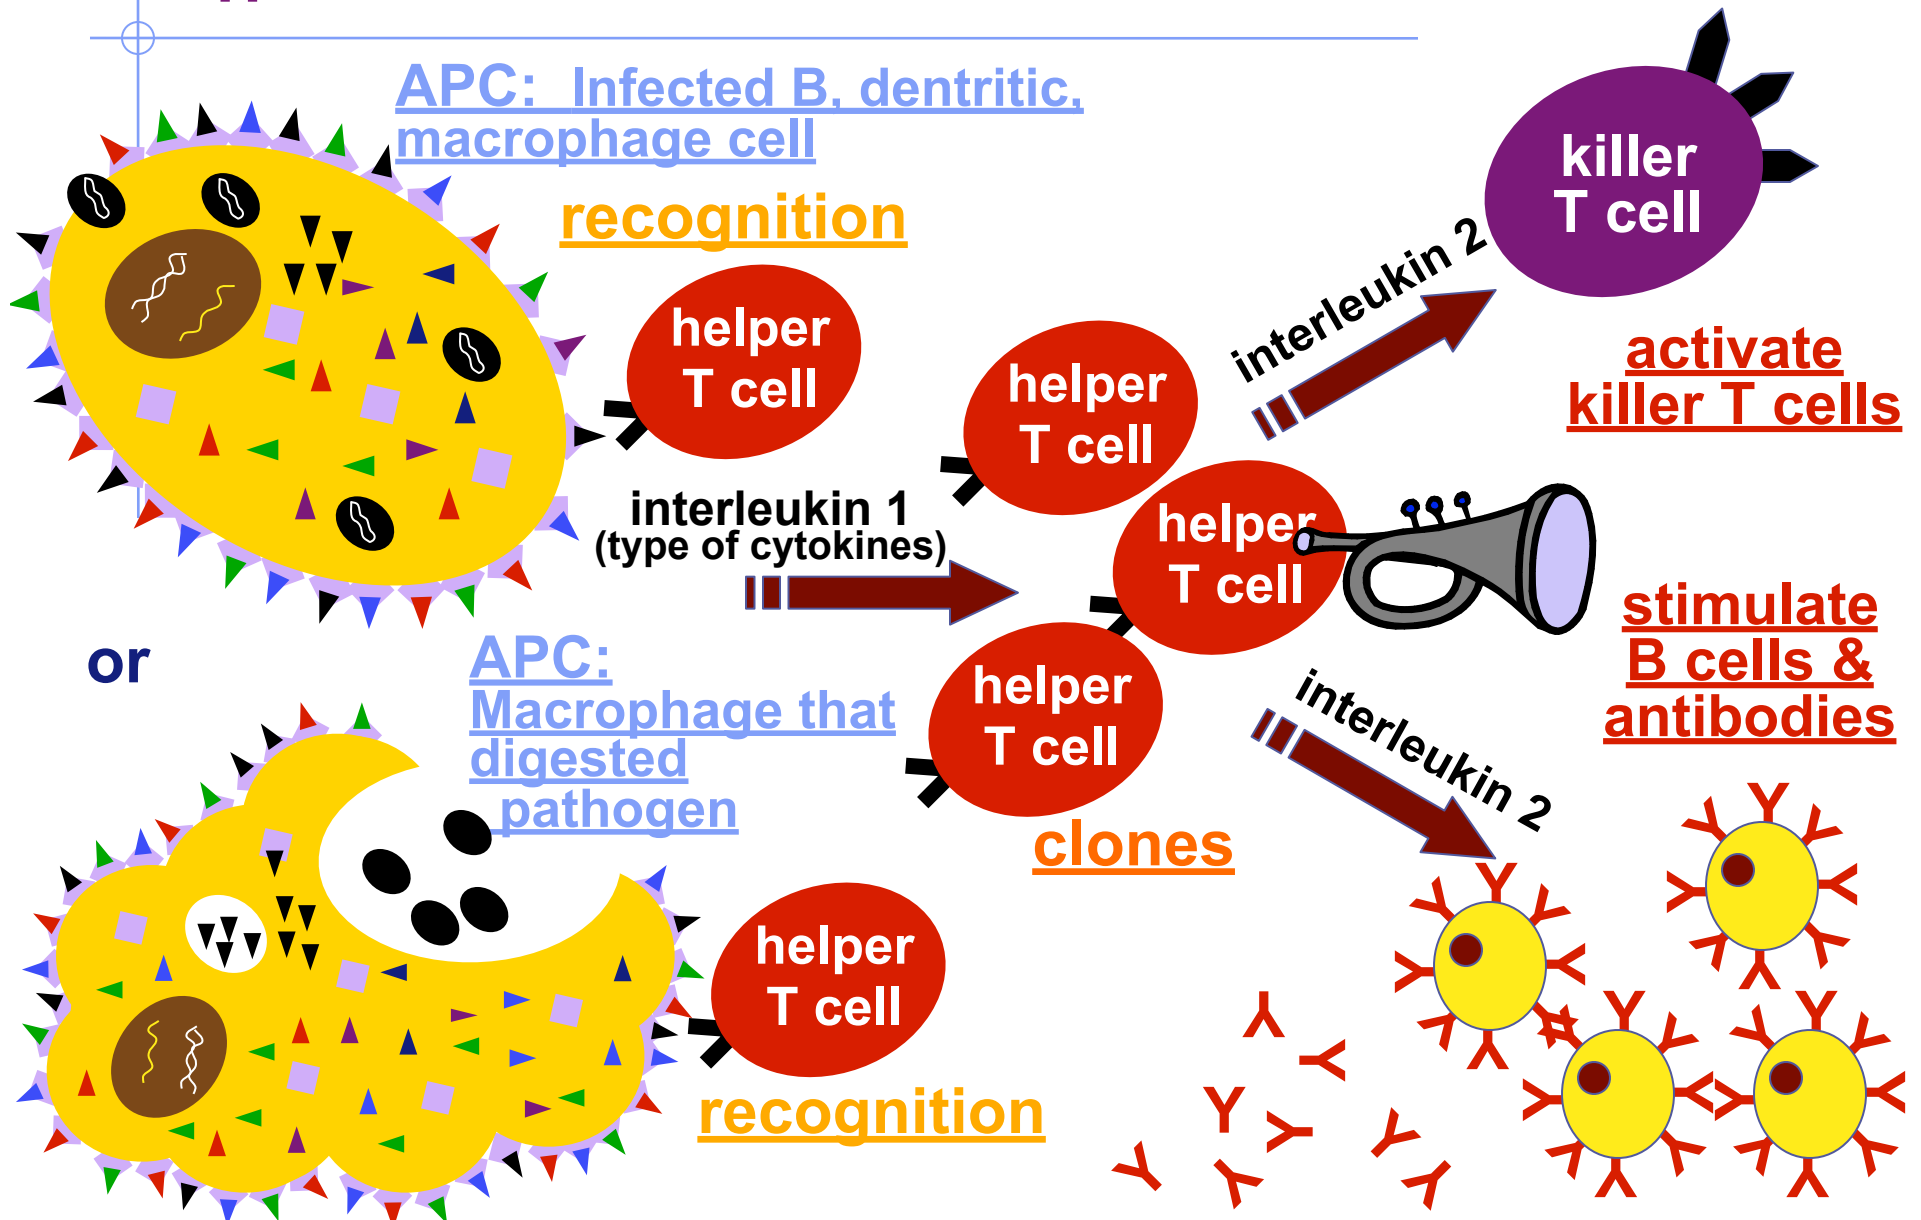 APC: Infected B, dentritic,
macrophage cell
recognition
helper
T cell
interleukin 1
(type of cytokines)
or
APC:
Macrophage that
digested
pathogen
helper
T cell
recognition
helper
T cell
helper
T cell
helper
T cell
clones
interleukin 2
killer
T cell
activate
killer T cells
interleukin 2
stimulate
B cells &
antibodies